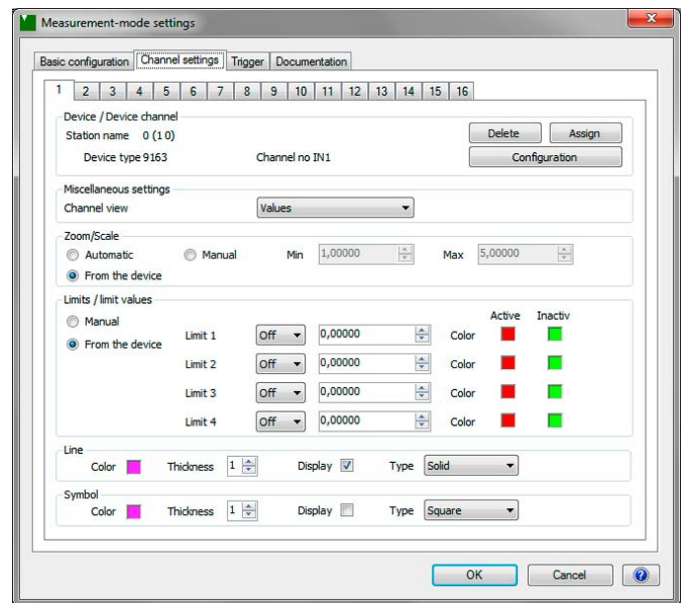 Measurement-mode settings
Basic configuration Channel settings Trigger Documentation
1 2 3 4 5 6 7 8 9 10 11 12 13 14 15 16
Device / Device channel
Station name 0 (1 0) Delete Assign
Device type 9163 Channel no IN1 Configuration
Miscellaneous settings
Channel view Values
Zoom/Scale
Automatic Manual Min 1,00000 Max 5,00000
From the device
Limits / limit values
Manual Active Inactiv
From the device
Limit 1 Off 0,00000 Color
Limit 2 Off 0,00000 Color
Limit 3 Off 0,00000 Color
Limit 4 Off 0,00000 Color
Line
Color Thickness 1 Display Type Solid
Symbol
Color Thickness 1 Display Type Square
OK Cancel ?